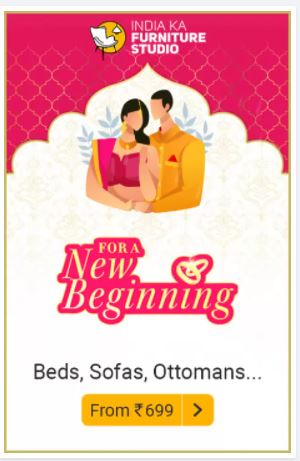 INDIA KA
FURNITURE
STUDIO
FOR A
New
Beginning
Beds, Sofas, Ottomans...
From ₹699 >